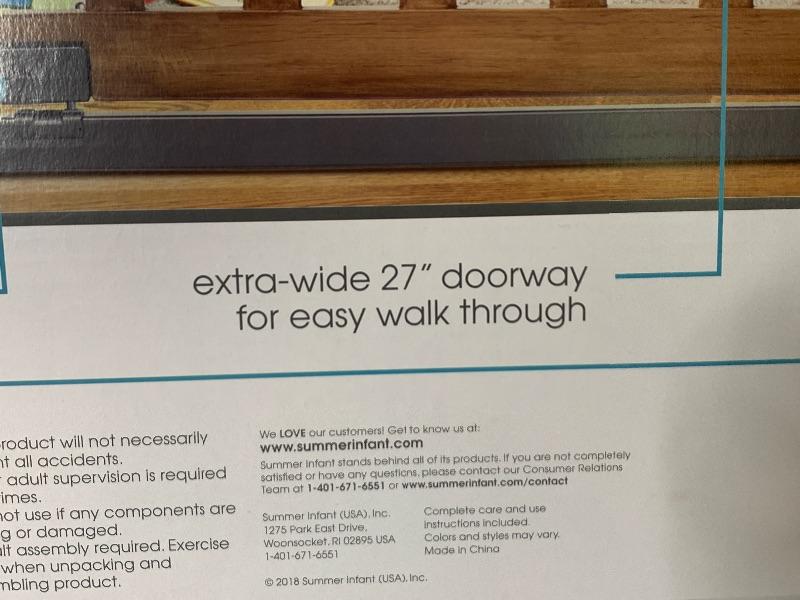 extra-wide 27" doorway
for easy walk through
product will not necessarily
all accidents.
adult supervision is required
not use if any components are
or damaged.
assembly required. Exercise
when unpacking and
product.
We LOVE our customers! Get to know us at:
www.summerinfant.com
Summer Infant stands behind all of its products. If you are not completely
satisfied or have any questions, please contact our Consumer Relations
Team at 1-401-671-6551 or www.summerinfant.com/contact
Summer Infant (USA), Inc.
1275 Park East Drive,
Woonsocket, RI 02895 USA
1-401-671-6551
Complete care and use
instructions included.
Colors and styles may vary.
Made in China
© 2018 Summer Infant (USA), Inc.